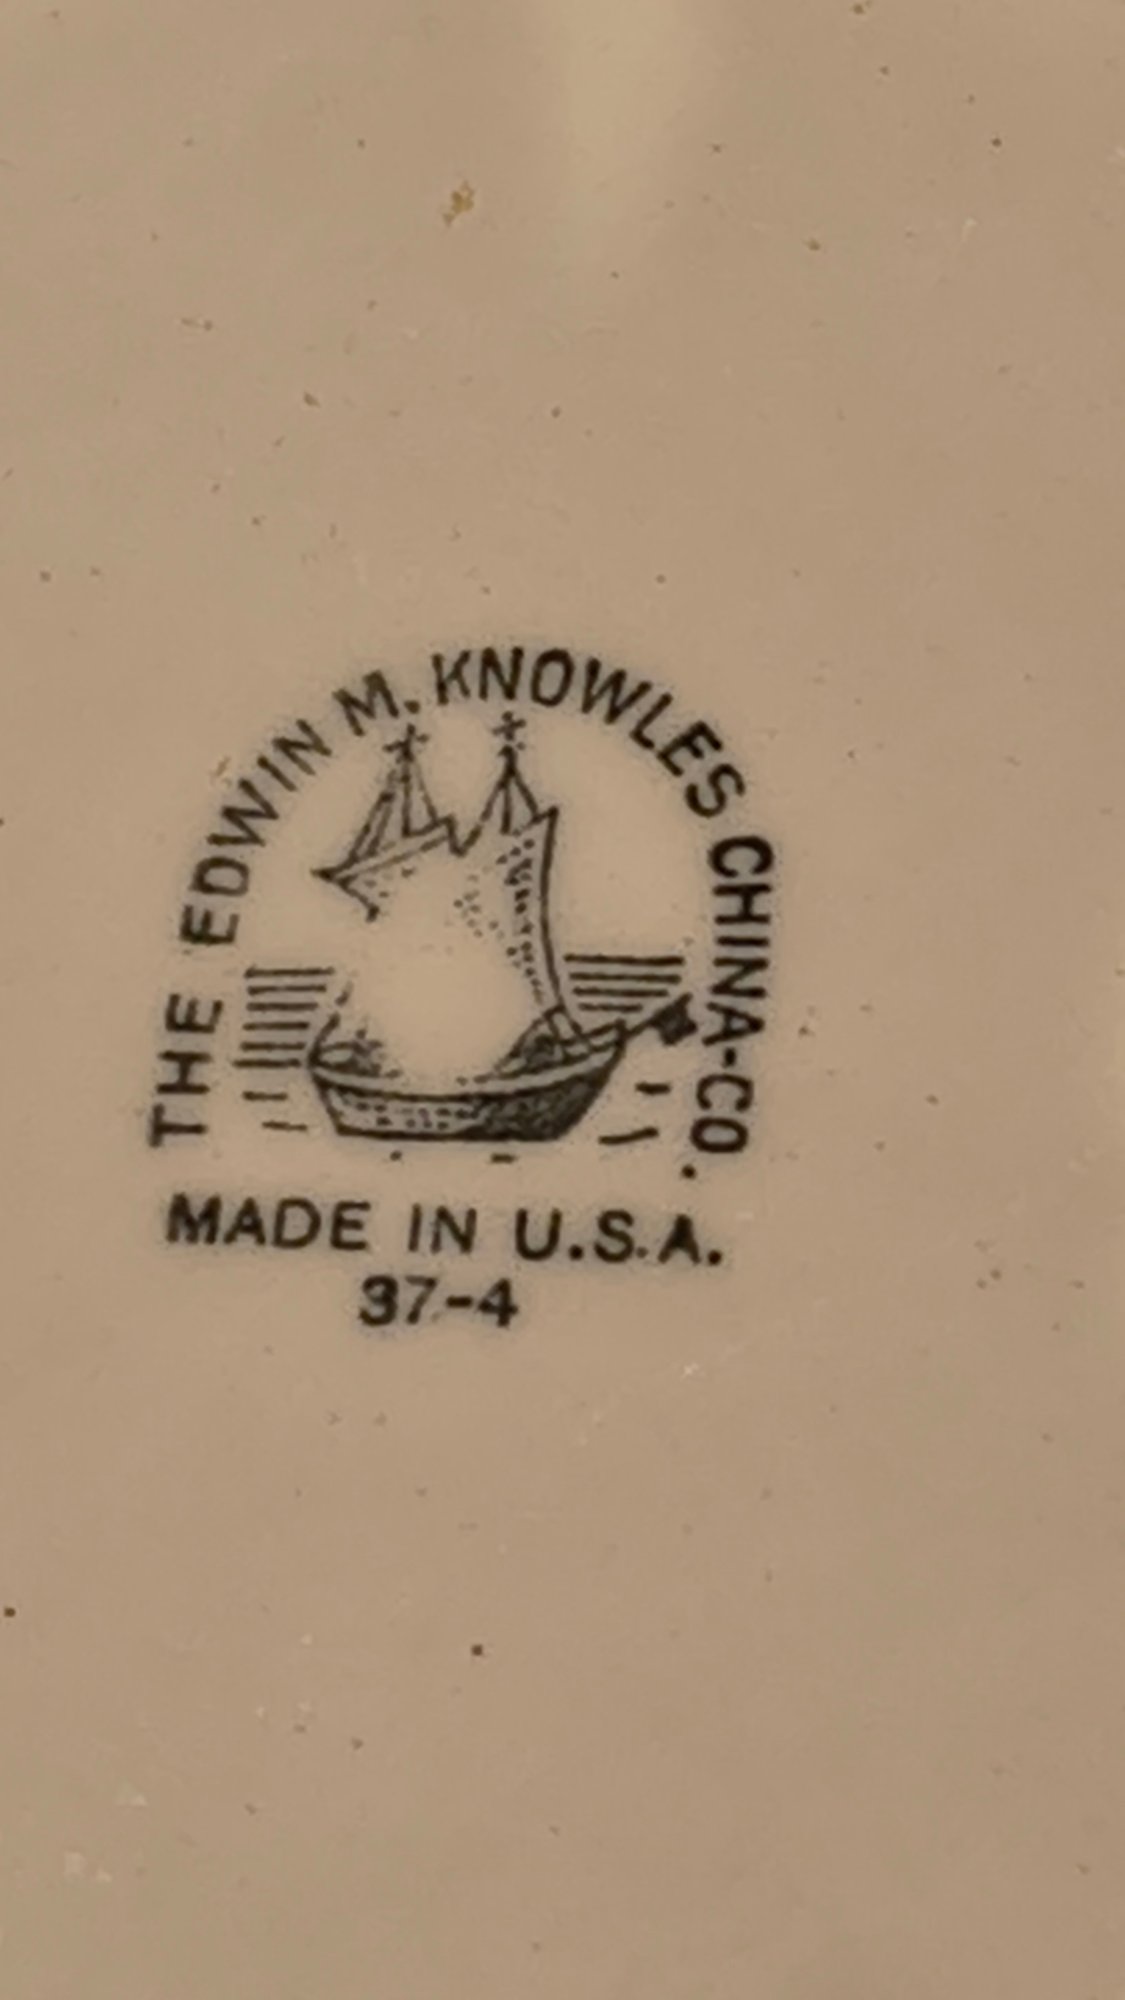 THE EDWIN M. KNOWLES CHINA-CO.
MADE IN U.S.A.
37-4